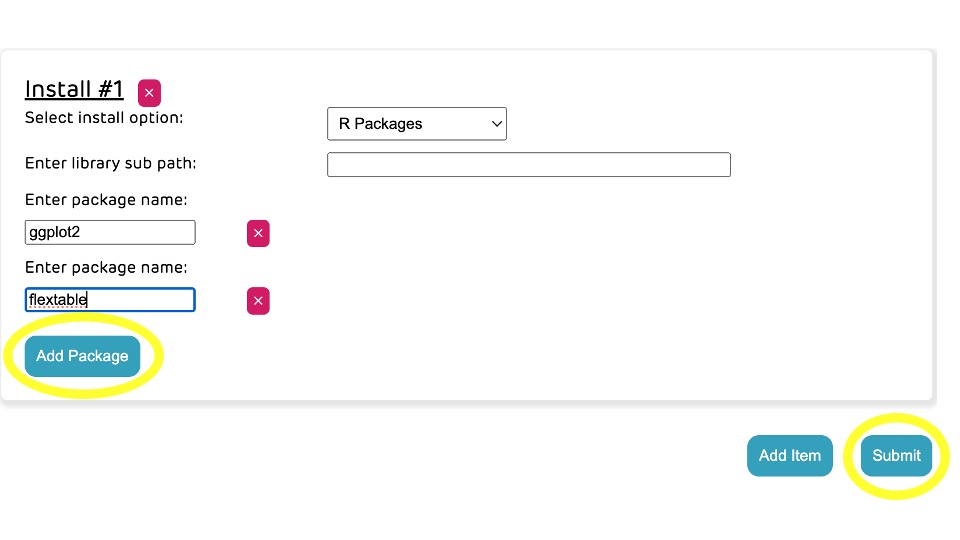 Install #1 ×
Select install option: R Packages
Enter library sub path:
Enter package name:
ggplot2 ×
Enter package name:
flextable ×
Add Package
Add Item Submit